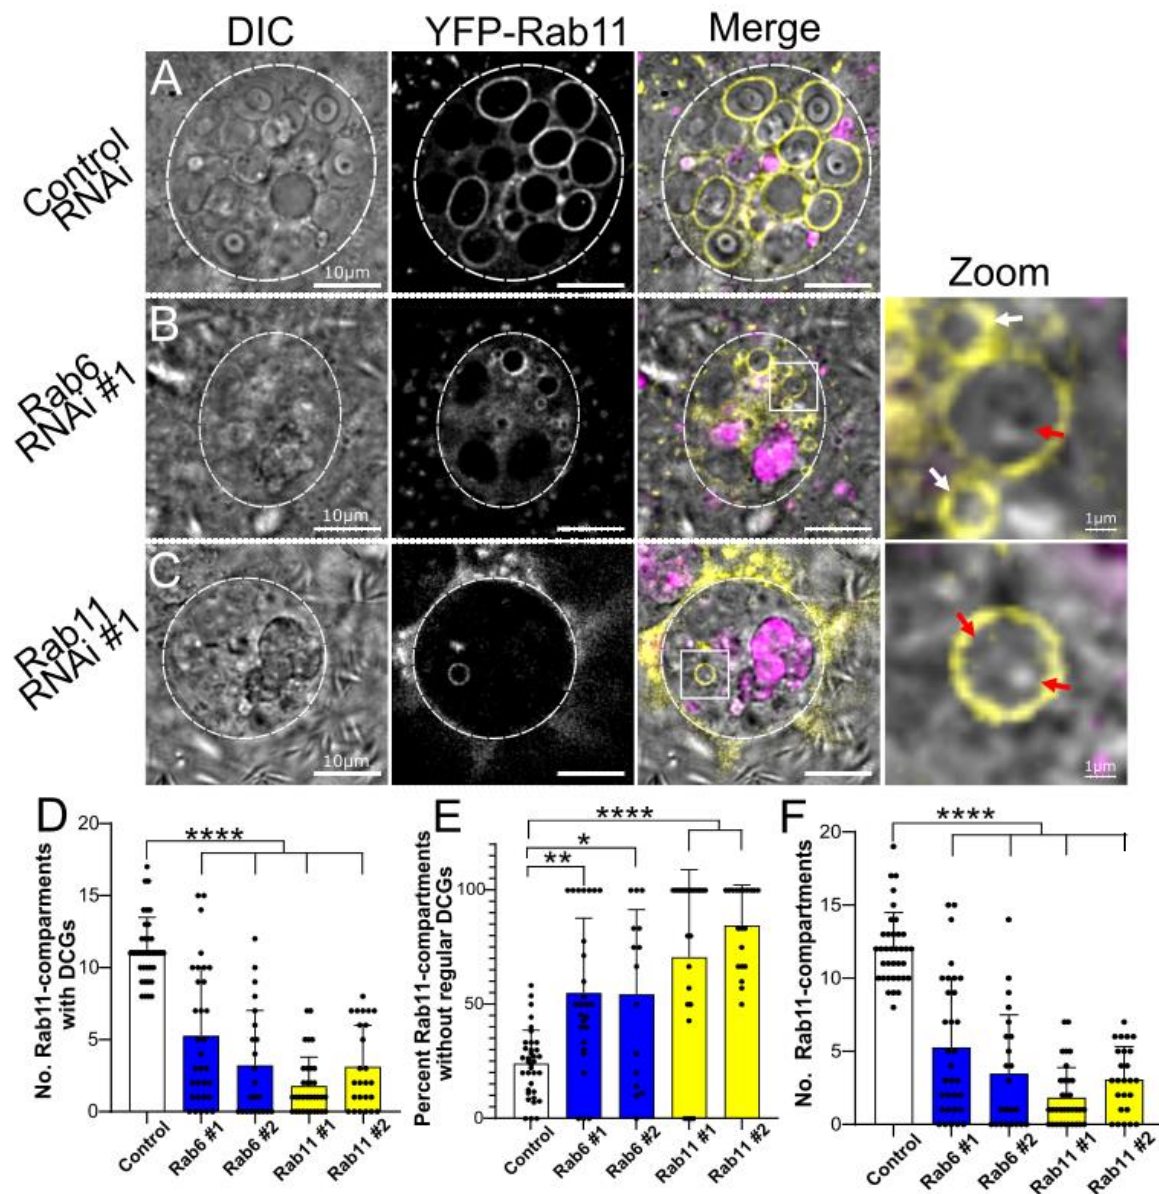 DIC YFP-Rab11 Merge
A
Control
RNAi
10µm
Zoom
B
Rab6
RNAi #1
10µm
1µm
C
Rab11
RNAi #1
10µm
1µm
D
No. Rab11-comparments
with DCGs
20
15
10
5
0
****
Control Rab6 #1 Rab6 #2 Rab11 #1 Rab11 #2
E
Percent Rab11-compartments
without regular DCGs
100
50
0
****
*
**
Control Rab6 #1 Rab6 #2 Rab11 #1 Rab11 #2
F
No. Rab11-compartments
20
15
10
5
0
****
Control Rab6 #1 Rab6 #2 Rab11 #1 Rab11 #2